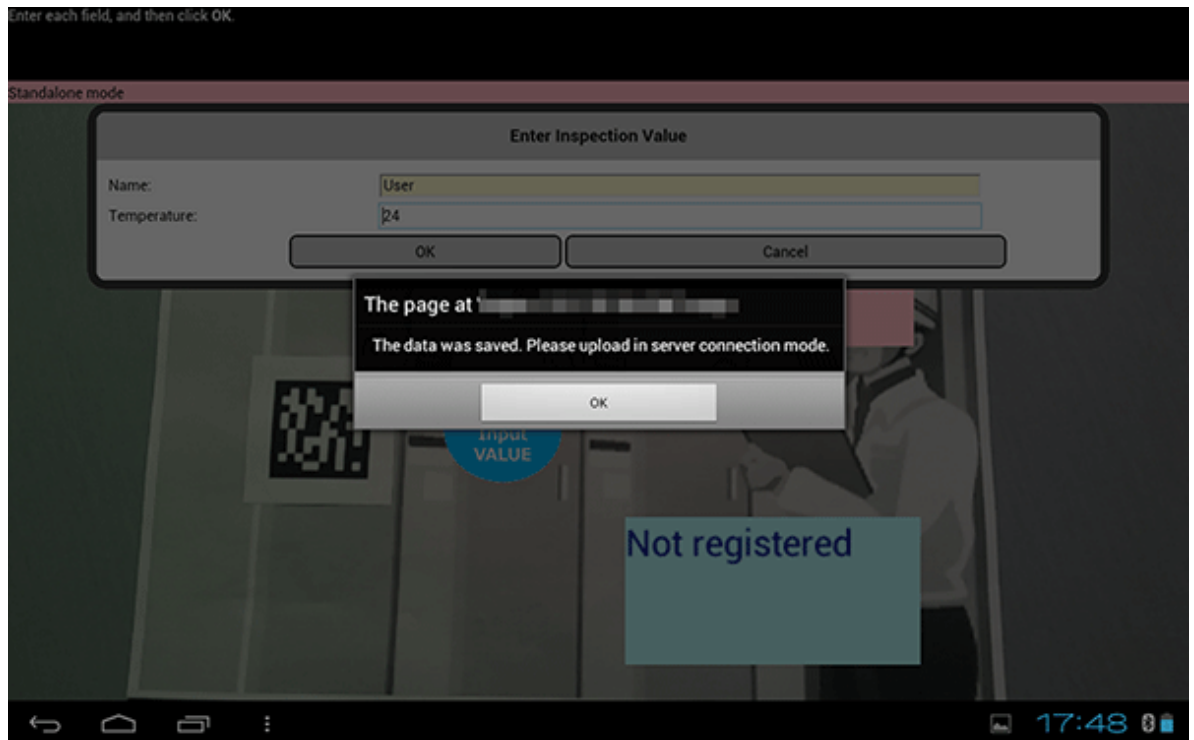 Enter each field, and then click OK.
Standalone mode
Enter Inspection Value
Name:
User
Temperature:
24
OK
Cancel
The page at
The data was saved. Please upload in server connection mode.
OK
Input
VALUE
Not registered
17:48